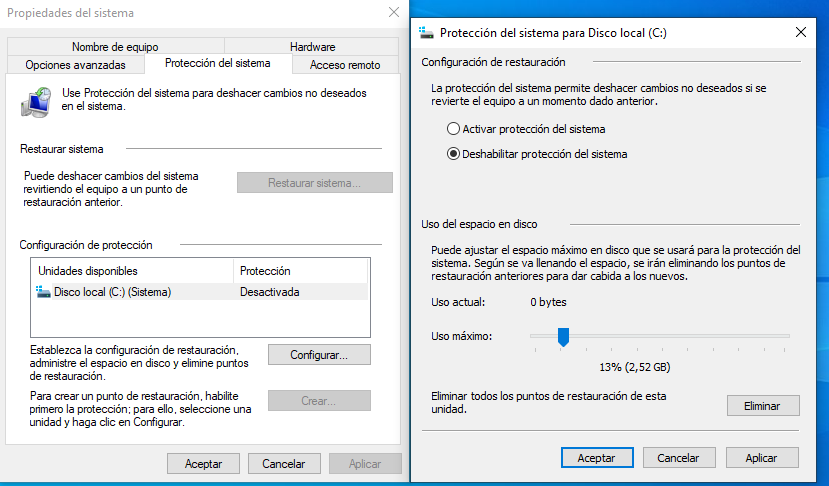 Propiedades del sistema
Nombre de equipo
Hardware
Opciones avanzadas
Protección del sistema
Acceso remoto
Use Protección del sistema para deshacer cambios no deseados
en el sistema.
Restaurar sistema
Puede deshacer cambios del sistema
revirtiendo el equipo a un punto de
restauración anterior.
Restaurar sistema...
Configuración de protección
Unidades disponibles
Protección
Disco local (C:) (Sistema)
Desactivada
Establezca la configuración de restauración,
administre el espacio en disco y elimine puntos
de restauración.
Configurar...
Para crear un punto de restauración, habilite
primero la protección; para ello, seleccione una
unidad y haga clic en Configurar.
Crear...
Aceptar
Cancelar
Aplicar
Protección del sistema para Disco local (C:)
Configuración de restauración
La protección del sistema permite deshacer cambios no deseados si se
revierte el equipo a un momento dado anterior.
Activar protección del sistema
Deshabilitar protección del sistema
Uso del espacio en disco
Puede ajustar el espacio máximo en disco que se usará para la protección del
sistema. Según se va llenando el espacio, se irán eliminando los puntos de
restauración anteriores para dar cabida a los nuevos.
Uso actual:
0 bytes
Uso máximo:
13% (2,52 GB)
Eliminar todos los puntos de restauración de esta
unidad.
Eliminar
Aceptar
Cancelar
Aplicar